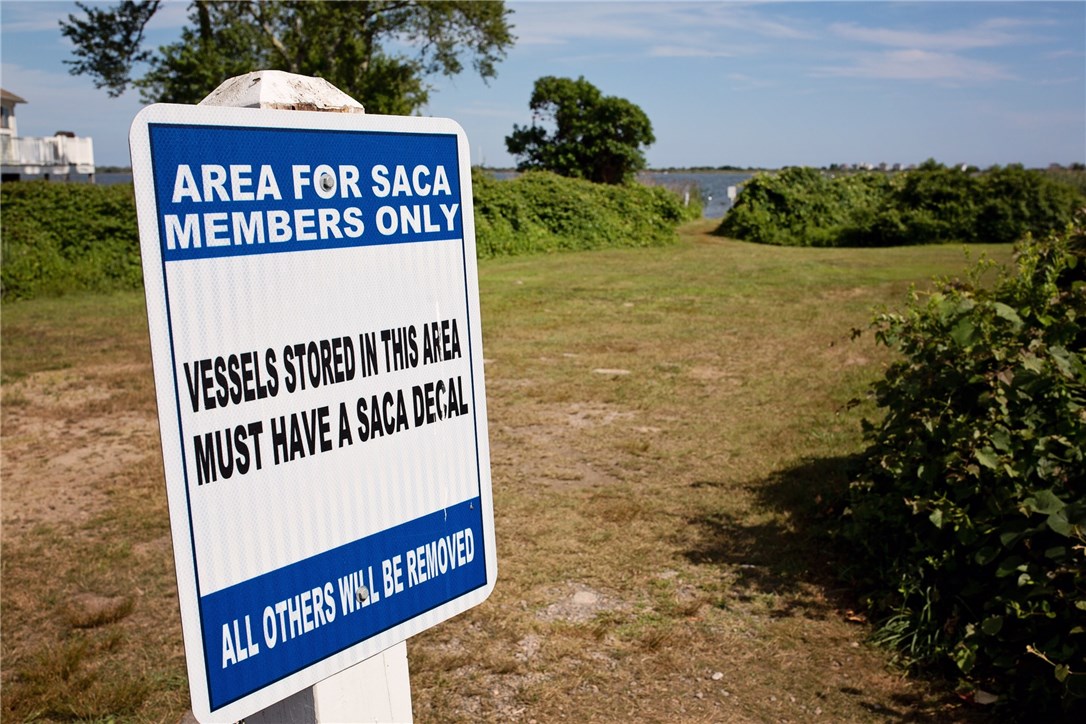 AREA FOR SACA
MEMBERS ONLY
VESSELS STORED IN THIS AREA
MUST HAVE A SACA DECAL
ALL OTHERS WILL BE REMOVED